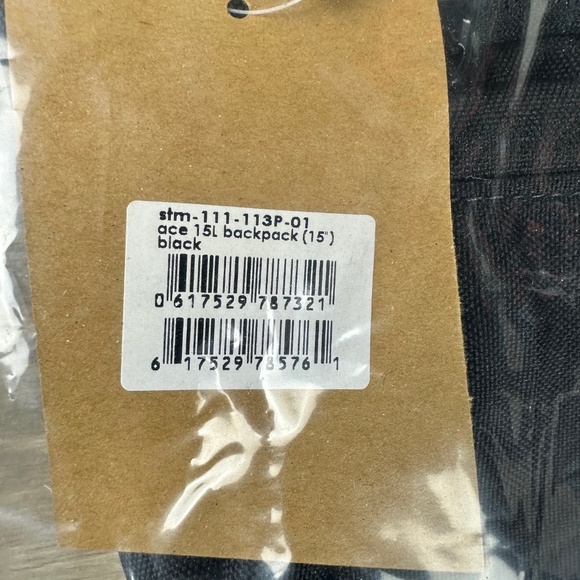 stm-111-113P-01
ace 15L backpack (15")
black
0 617529 787321
6 17529 78576 1